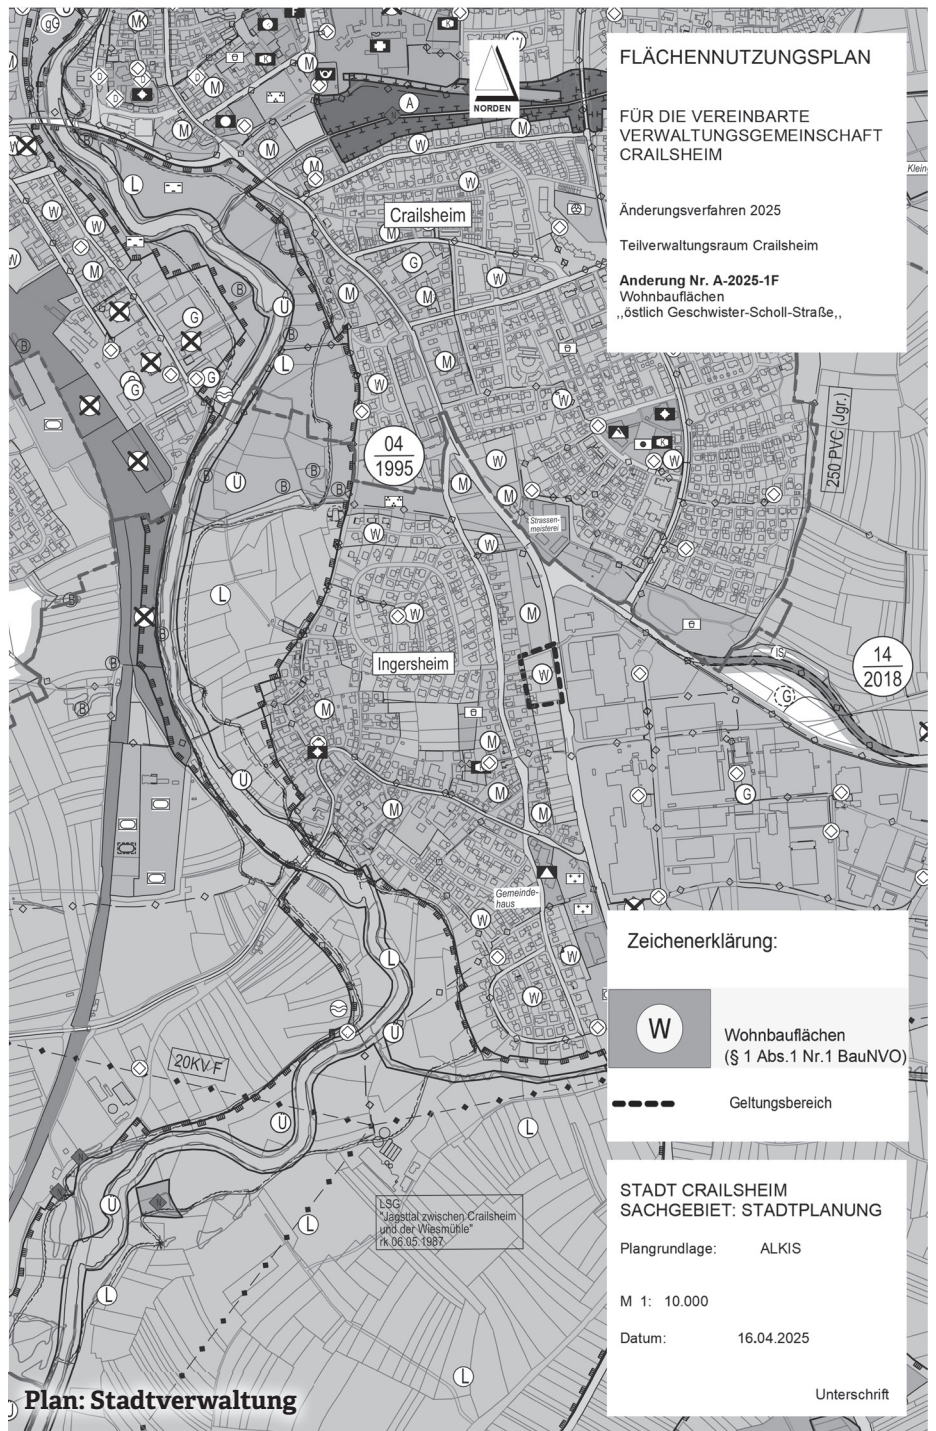 FLÄCHENNUTZUNGSPLAN
FÜR DIE VEREINBARTE
VERWALTUNGSGEMEINSCHAFT
CRAILSHEIM
Änderungsverfahren 2025
Teilverwaltungsraum Crailsheim
Anderung Nr. A-2025-1F
Wohnbauflächen
,,östlich Geschwister-Scholl-Straße,,
NORDEN
gG
MK
M
M
M
M
A
W
M
W
M
L
Crailsheim
W
M
G
W
W
W
M
M
M
G
Ü
L
G
G
M
W
W
B
04
1995
250 PVC (Jgr.)
W
K
W
M
M
Strassen-
meisterei
Ü
B
B
W
W
L
W
M
Ingersheim
W
IS
G
14
2018
M
M
M
M
M
G
Ü
Gemeinde-
haus
W
W
W
L
Ü
20KV F
Ü
L
Ü
L
L
L
LSG
"Jagsttal zwischen Crailsheim
und der Wiesmühle"
rk 06.05.1987
Zeichenerklärung:
W
Wohnbauflächen
(§ 1 Abs.1 Nr.1 BauNVO)
Geltungsbereich
STADT CRAILSHEIM
SACHGEBIET: STADTPLANUNG
Plangrundlage: ALKIS
M 1: 10.000
Datum: 16.04.2025
Unterschrift
Plan: Stadtverwaltung